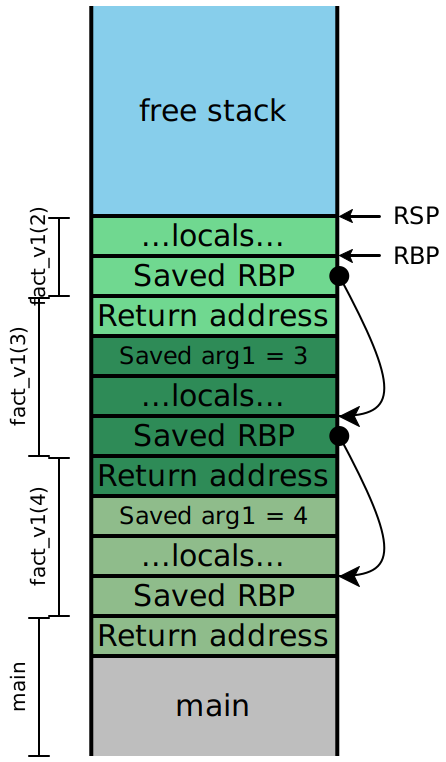 free stack
RSP
...locals...
RBP
fact_v1(2)
Saved RBP
Return address
fact_v1(3)
Saved arg1 = 3
...locals...
Saved RBP
Return address
fact_v1(4)
Saved arg1 = 4
...locals...
Saved RBP
Return address
main
main